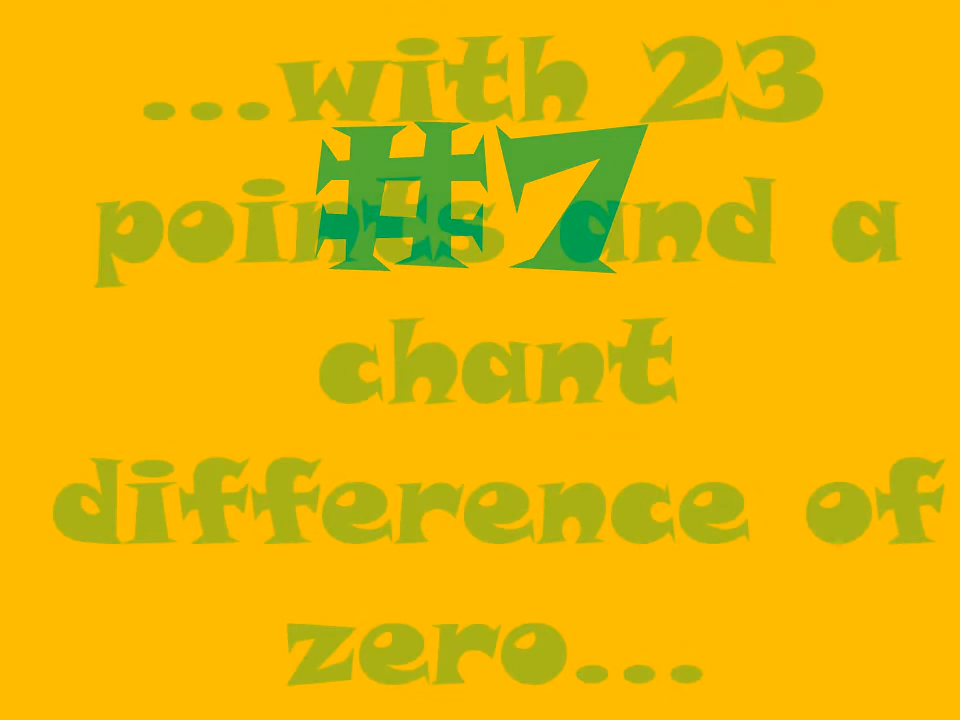 ...with 23
#7
points and a
chant
difference of
zero...